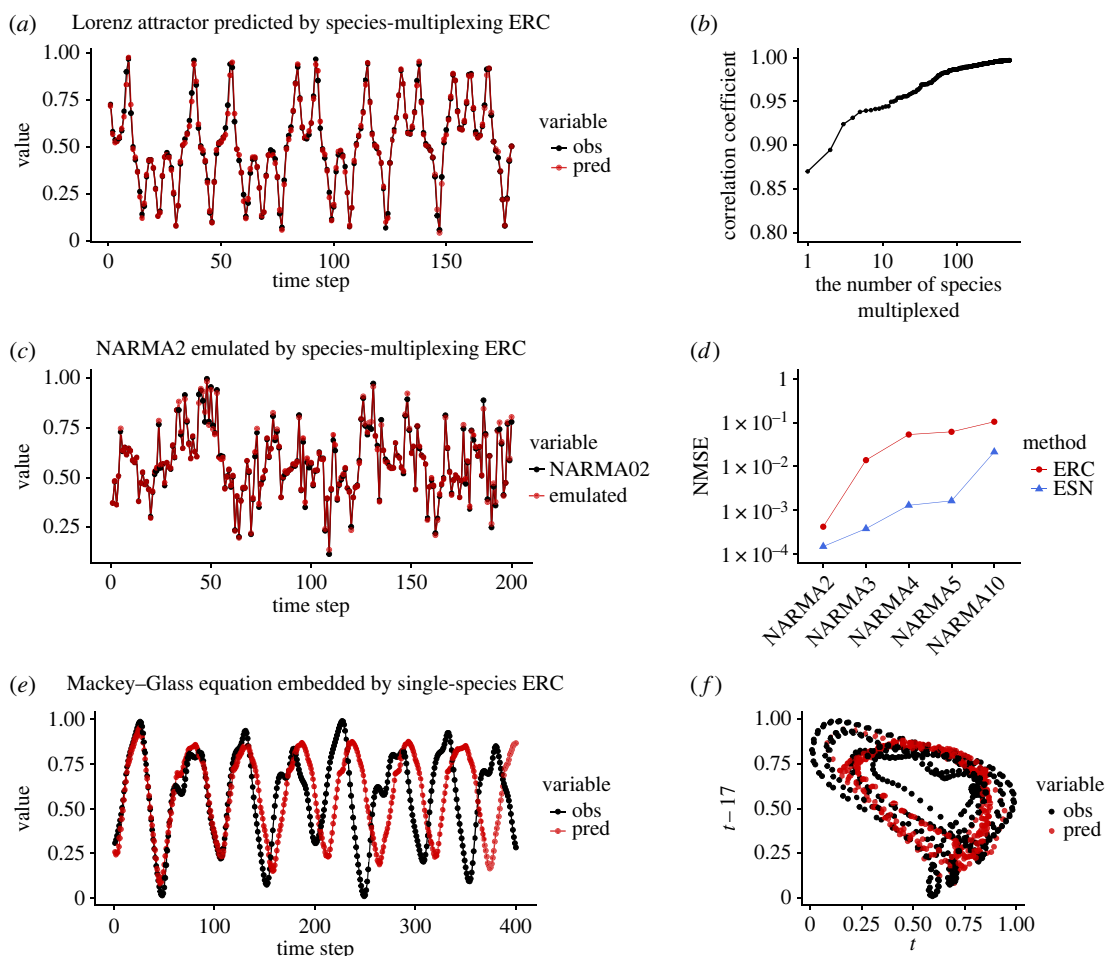 (a) Lorenz attractor predicted by species-multiplexing ERC
1.00
0.75
0.50
0.25
0
value
0 50 100 150
time step
variable
obs
pred
(b)
1.00
0.95
0.90
0.85
0.80
correlation coefficient
1 10 100
the number of species
multiplexed
(c) NARMA2 emulated by species-multiplexing ERC
1.00
0.75
0.50
0.25
value
0 50 100 150 200
time step
variable
NARMA02
emulated
(d)
1
1 × 10⁻¹
1 × 10⁻²
1 × 10⁻³
1 × 10⁻⁴
NMSE
NARMA2
NARMA3
NARMA4
NARMA5
NARMA10
method
ERC
ESN
(e) Mackey–Glass equation embedded by single-species ERC
1.00
0.75
0.50
0.25
0
value
0 100 200 300 400
time step
variable
obs
pred
(f)
1.00
0.75
0.50
0.25
0
t – 17
0 0.25 0.50 0.75 1.00
t
variable
obs
pred